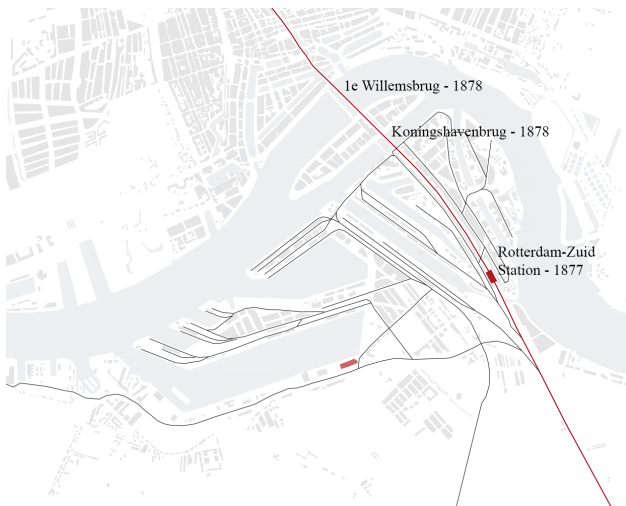 1e Willemsbrug - 1878
Koningshavenbrug - 1878
Rotterdam-Zuid
Station - 1877